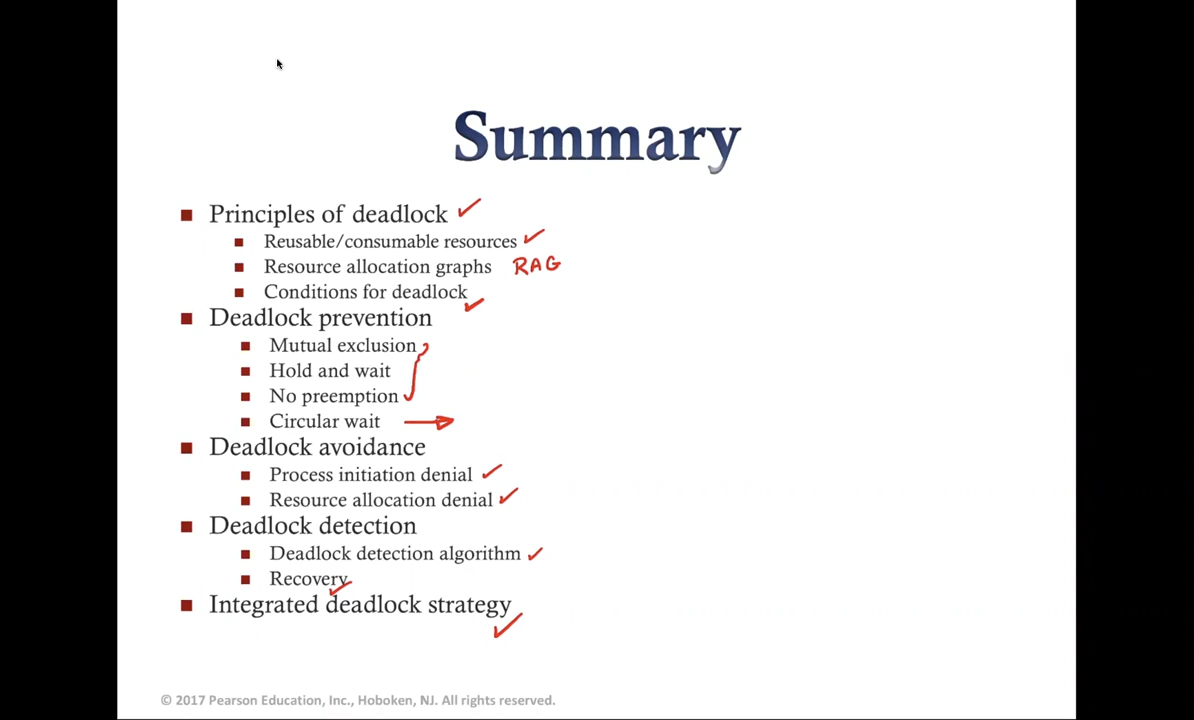 Summary
Principles of deadlock
Reusable/consumable resources
Resource allocation graphs RAG
Conditions for deadlock
Deadlock prevention
Mutual exclusion
Hold and wait
No preemption
Circular wait
Deadlock avoidance
Process initiation denial
Resource allocation denial
Deadlock detection
Deadlock detection algorithm
Recovery
Integrated deadlock strategy
© 2017 Pearson Education, Inc., Hoboken, NJ. All rights reserved.